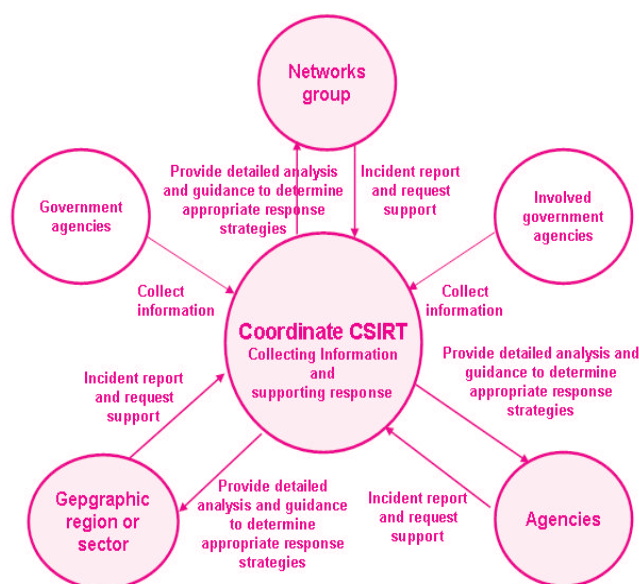 Networks
group
Provide detailed analysis
and guidance to determine
appropriate response
strategies
Incident report
and request
support
Government
agencies
Involved
government
agencies
Collect
information
Collect
information
Coordinate CSIRT
Collecting Information
and
supporting response
Provide detailed analysis and
guidance to determine
appropriate response
strategies
Incident report
and request
support
Gepgraphic
region or
sector
Provide detailed
analysis and guidance
to determine
appropriate response
strategies
Incident report
and request
support
Agencies